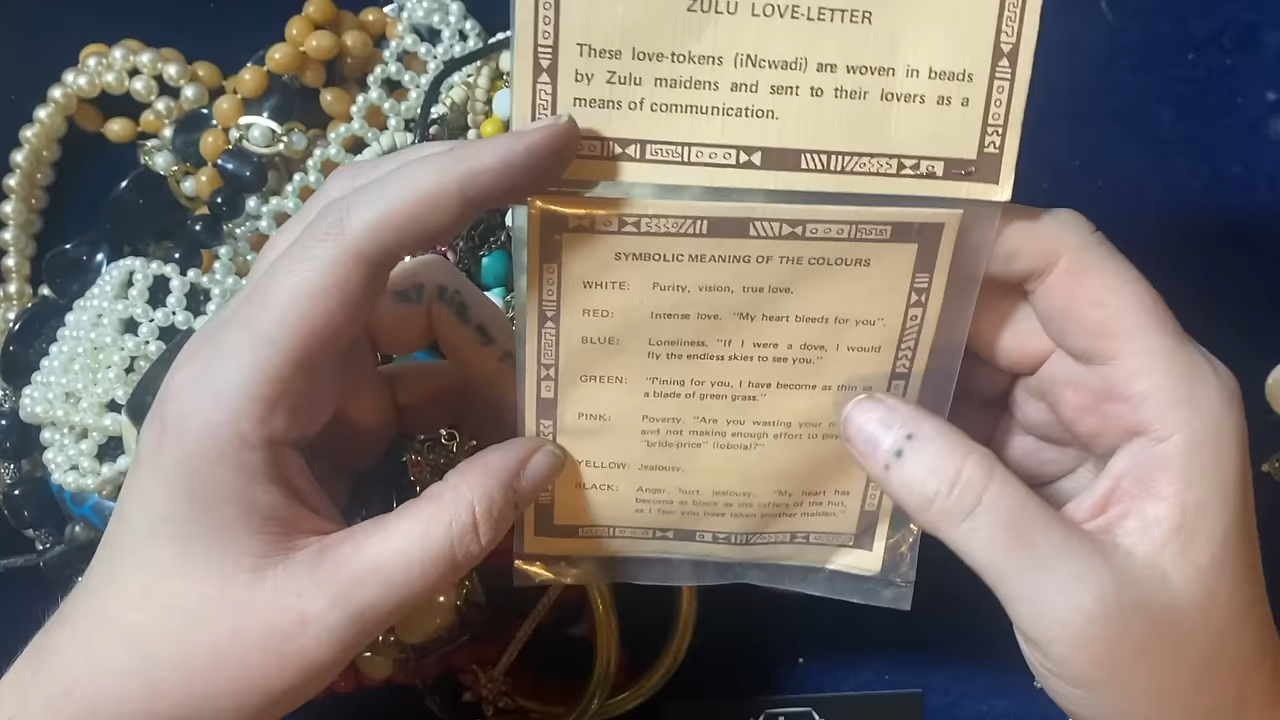 ZULU LOVE-LETTER
These love-tokens (iNcwadi) are woven in beads
by Zulu maidens and sent to their lovers as a
means of communication.
SYMBOLIC MEANING OF THE COLOURS
WHITE: Purity, vision, true love.
RED: Intense love. "My heart bleeds for you".
BLUE: Loneliness. "If I were a dove, I would
fly the endless skies to see you."
GREEN: "Pining for you, I have become as thin as
a blade of green grass."
PINK: Poverty. "Are you wasting your
and not making enough effort to pay
"bride-price" (lobola)?"
YELLOW: Jealousy.
BLACK: Anger, hurt, jealousy. "My heart has
become as black as the rafters of the hut,
as I fear you have taken another maiden."